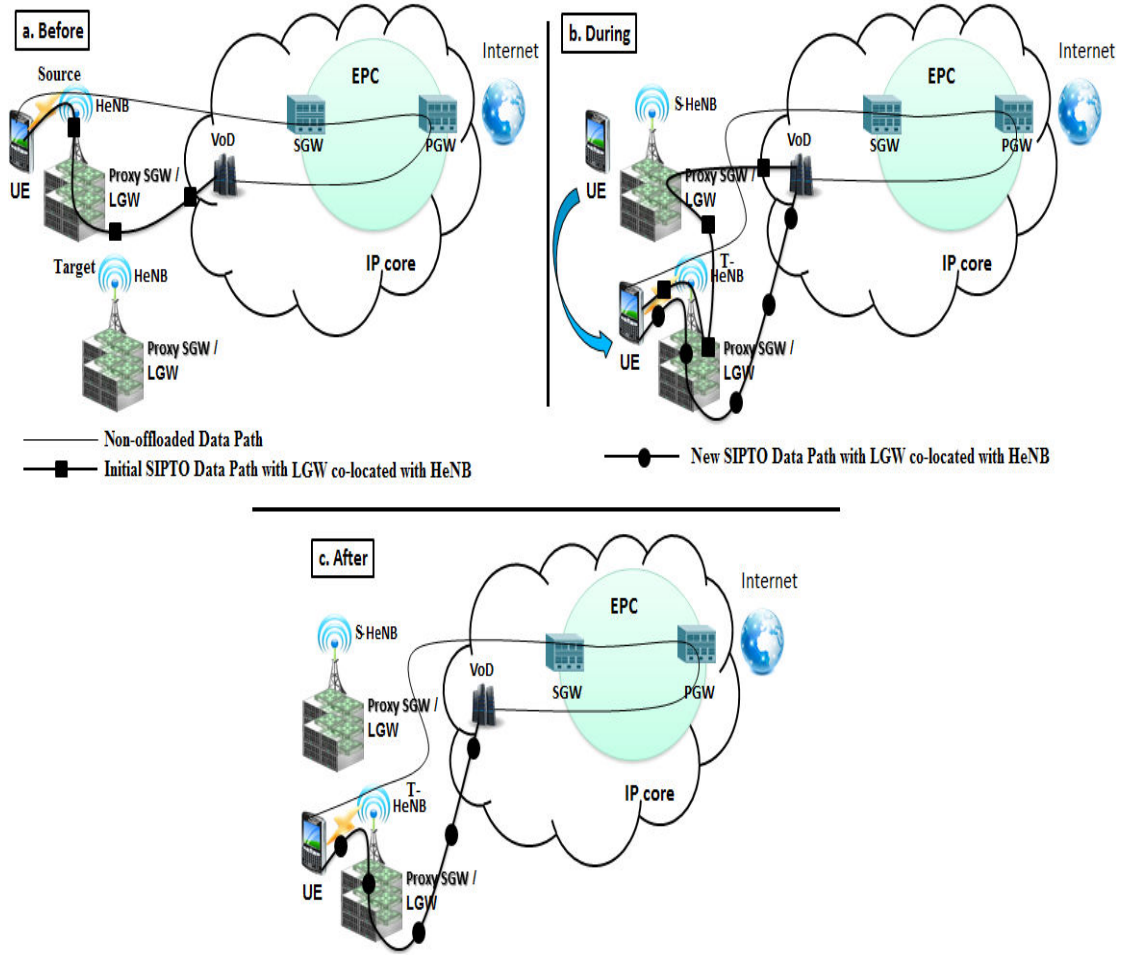 a. Before
Source
HeNB
UE
Proxy SGW /
LGW
VoD
EPC
SGW
PGW
Internet
IP core
Target
HeNB
Proxy SGW /
LGW
Non-offloaded Data Path
Initial SIPTO Data Path with LGW co-located with HeNB
b. During
S-HeNB
UE
Proxy SGW /
LGW
VoD
EPC
SGW
PGW
Internet
IP core
T-
HeNB
UE
Proxy SGW /
LGW
New SIPTO Data Path with LGW co-located with HeNB
c. After
S-HeNB
Proxy SGW /
LGW
VoD
EPC
SGW
PGW
Internet
IP core
T-
HeNB
UE
Proxy SGW /
LGW